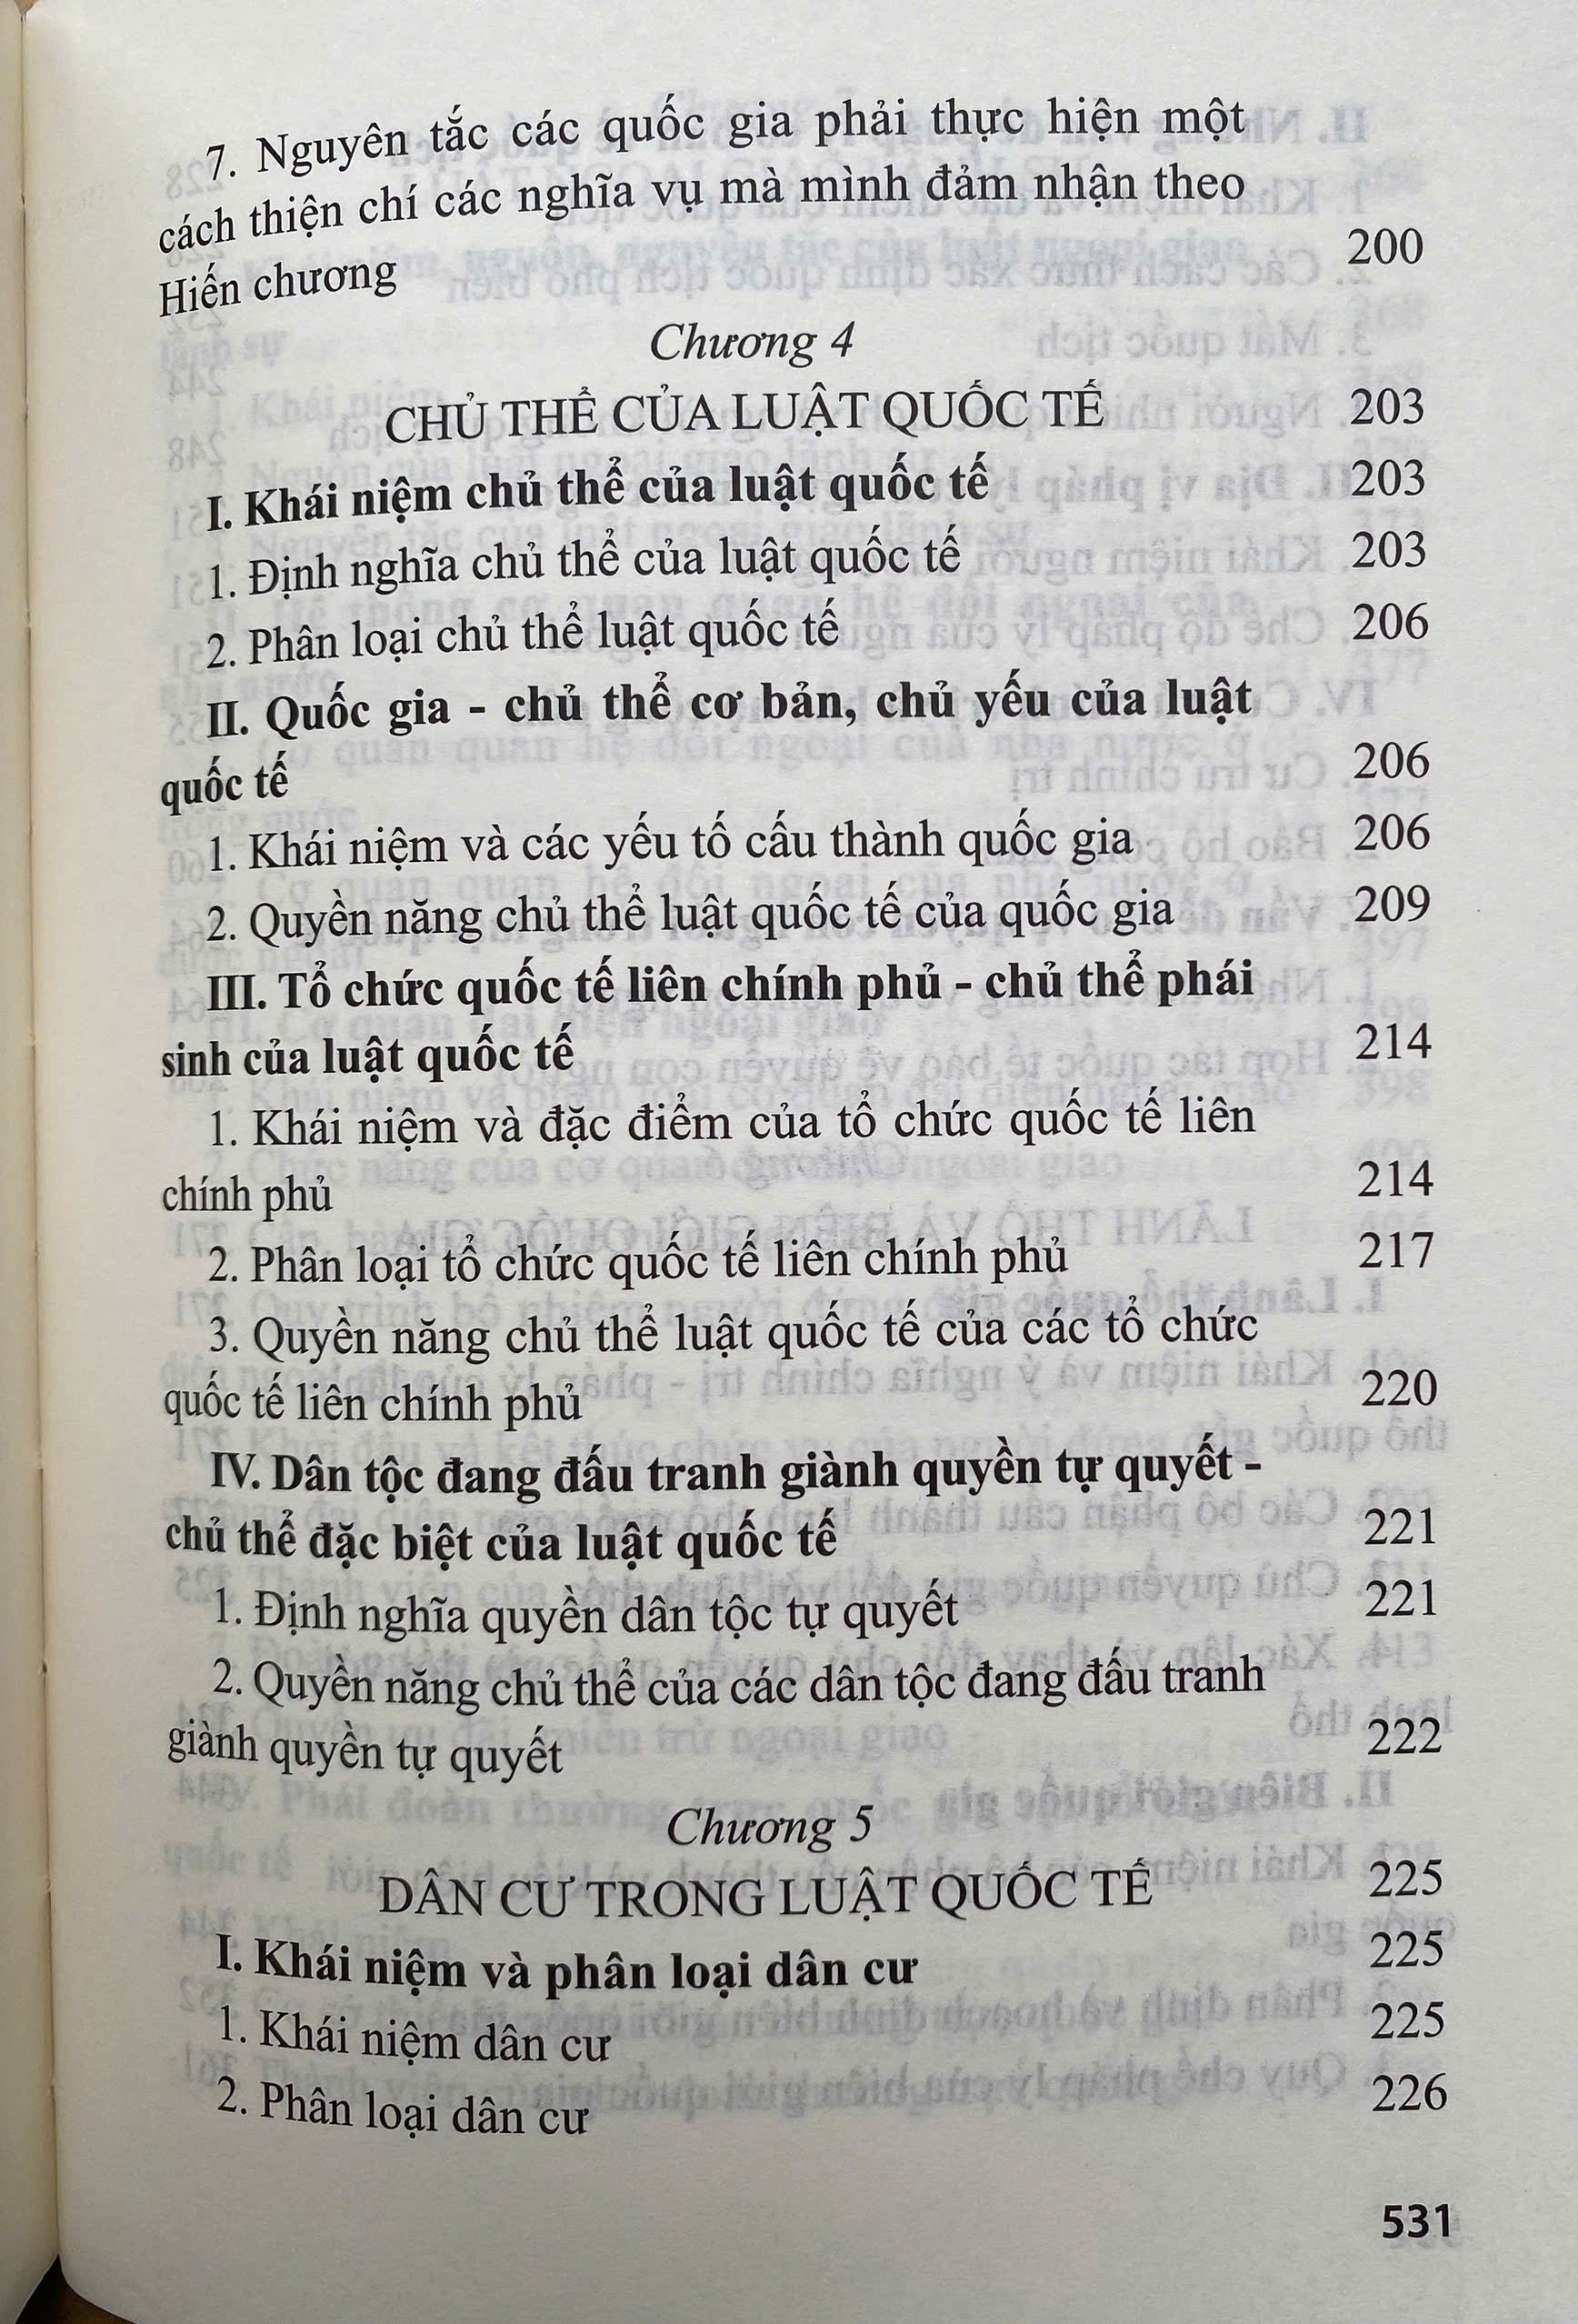 7. Nguyên tắc các quốc gia phải thực hiện một
cách thiện chí các nghĩa vụ mà mình đảm nhận theo
Hiến chương 200
Chương 4
CHỦ THỂ CỦA LUẬT QUỐC TẾ 203
I. Khái niệm chủ thể của luật quốc tế 203
1. Định nghĩa chủ thể của luật quốc tế 203
2. Phân loại chủ thể luật quốc tế 206
II. Quốc gia - chủ thể cơ bản, chủ yếu của luật
quốc tế 206
1. Khái niệm và các yếu tố cấu thành quốc gia 206
2. Quyền năng chủ thể luật quốc tế của quốc gia 209
III. Tổ chức quốc tế liên chính phủ - chủ thể phái
sinh của luật quốc tế 214
1. Khái niệm và đặc điểm của tổ chức quốc tế liên
chính phủ 214
2. Phân loại tổ chức quốc tế liên chính phủ 217
3. Quyền năng chủ thể luật quốc tế của các tổ chức
quốc tế liên chính phủ 220
IV. Dân tộc đang đấu tranh giành quyền tự quyết -
chủ thể đặc biệt của luật quốc tế 221
1. Định nghĩa quyền dân tộc tự quyết 221
2. Quyền năng chủ thể của các dân tộc đang đấu tranh
giành quyền tự quyết 222
Chương 5
DÂN CƯ TRONG LUẬT QUỐC TẾ 225
I. Khái niệm và phân loại dân cư 225
1. Khái niệm dân cư 225
2. Phân loại dân cư 226
531